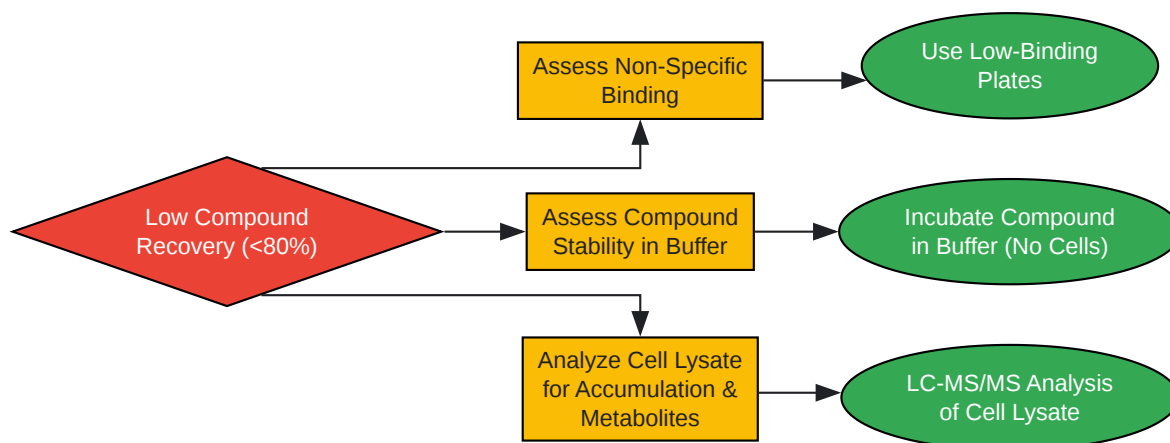 Assess Non-Specific
Binding
Use Low-Binding
Plates
Low Compound
Recovery (<80%)
Assess Compound
Stability in Buffer
Incubate Compound
in Buffer (No Cells)
Analyze Cell Lysate
for Accumulation &
Metabolites
LC-MS/MS Analysis
of Cell Lysate